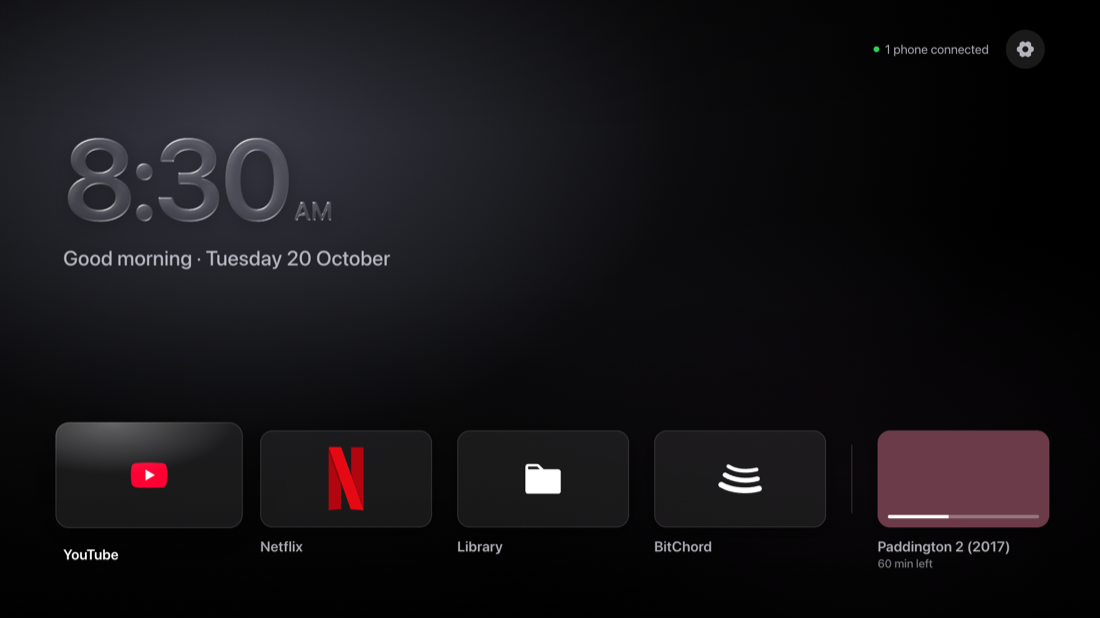 1 phone connected
8:30 AM
Good morning · Tuesday 20 October
YouTube
Netflix
Library
BitChord
Paddington 2 (2017)
60 min left